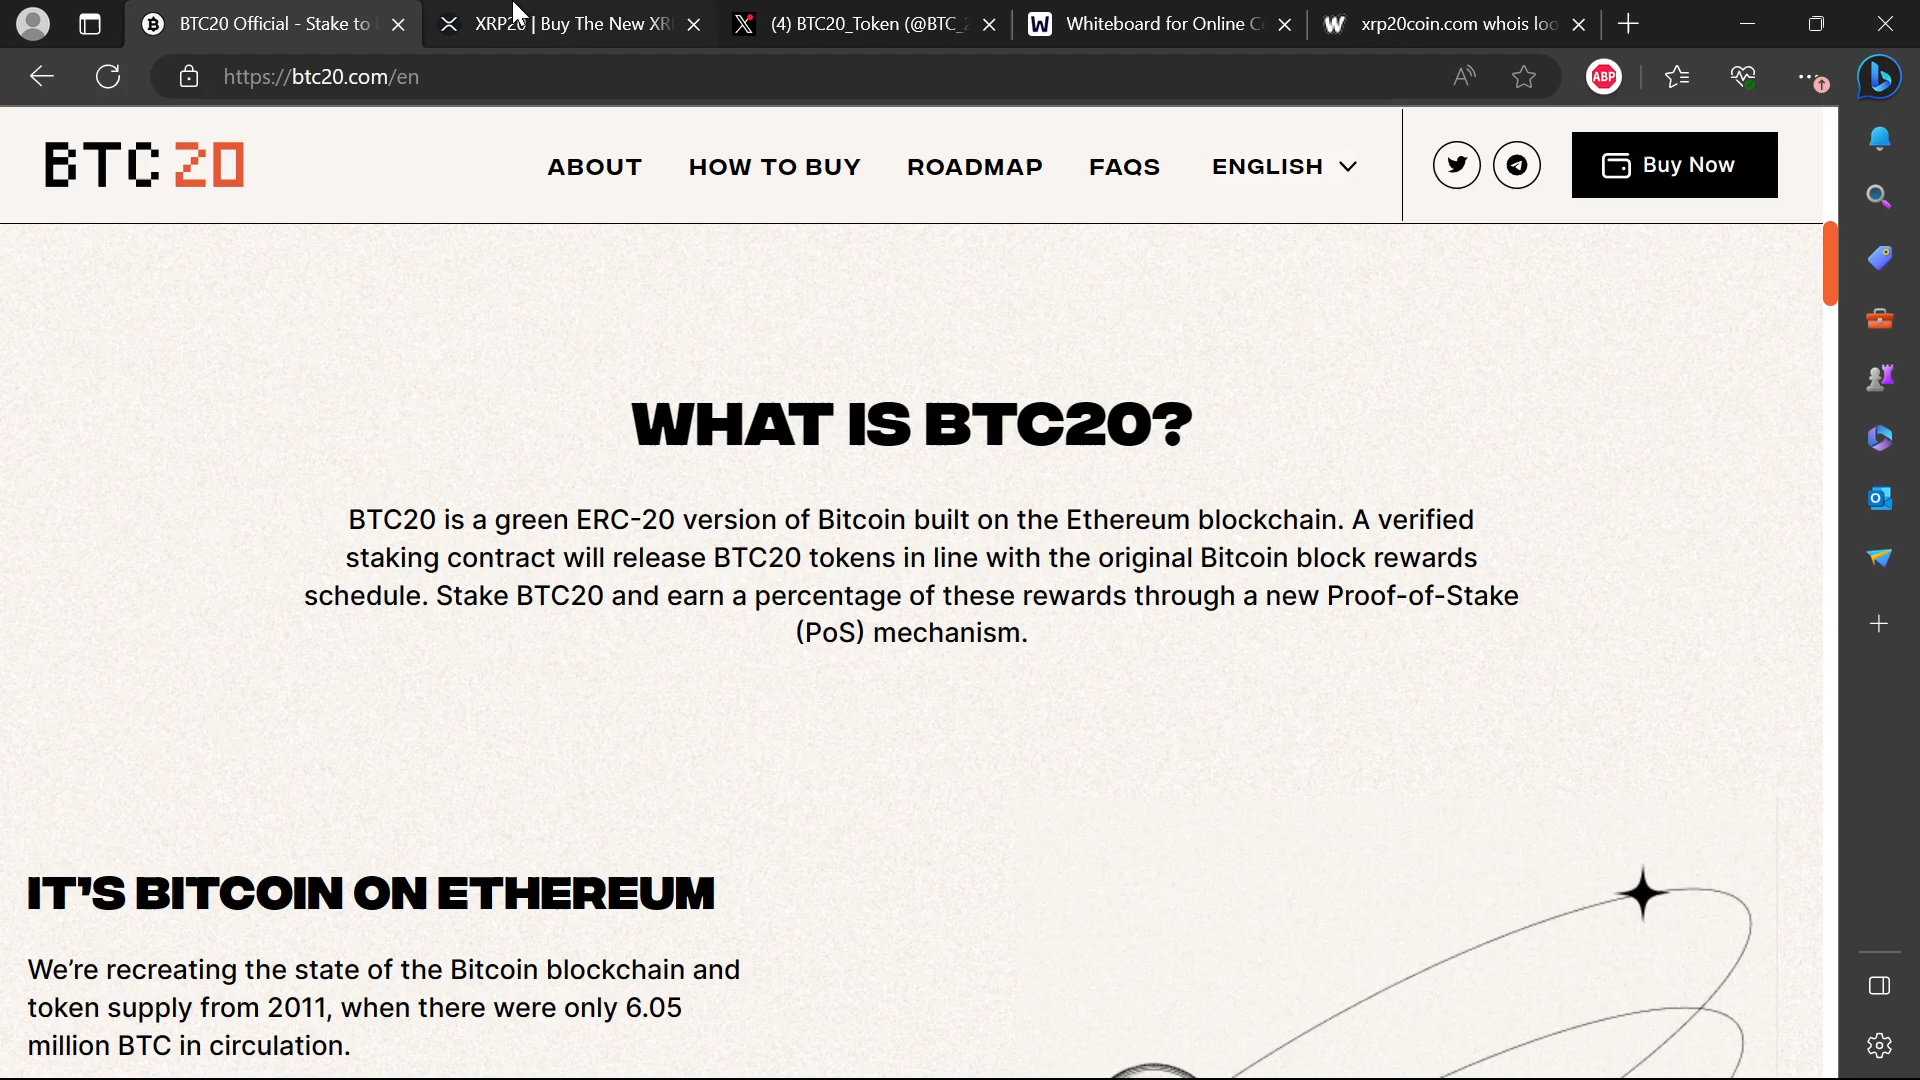 BTC20 Official - Stake to
XRP20 | Buy The New XR
(4) BTC20_Token (@BTC_2
Whiteboard for Online C
xrp20coin.com whois loo
https://btc20.com/en
ABP
BTC20
ABOUT
HOW TO BUY
ROADMAP
FAQS
ENGLISH
Buy Now
WHAT IS BTC20?
BTC20 is a green ERC-20 version of Bitcoin built on the Ethereum blockchain. A verified
staking contract will release BTC20 tokens in line with the original Bitcoin block rewards
schedule. Stake BTC20 and earn a percentage of these rewards through a new Proof-of-Stake
(PoS) mechanism.
IT'S BITCOIN ON ETHEREUM
We're recreating the state of the Bitcoin blockchain and
token supply from 2011, when there were only 6.05
million BTC in circulation.